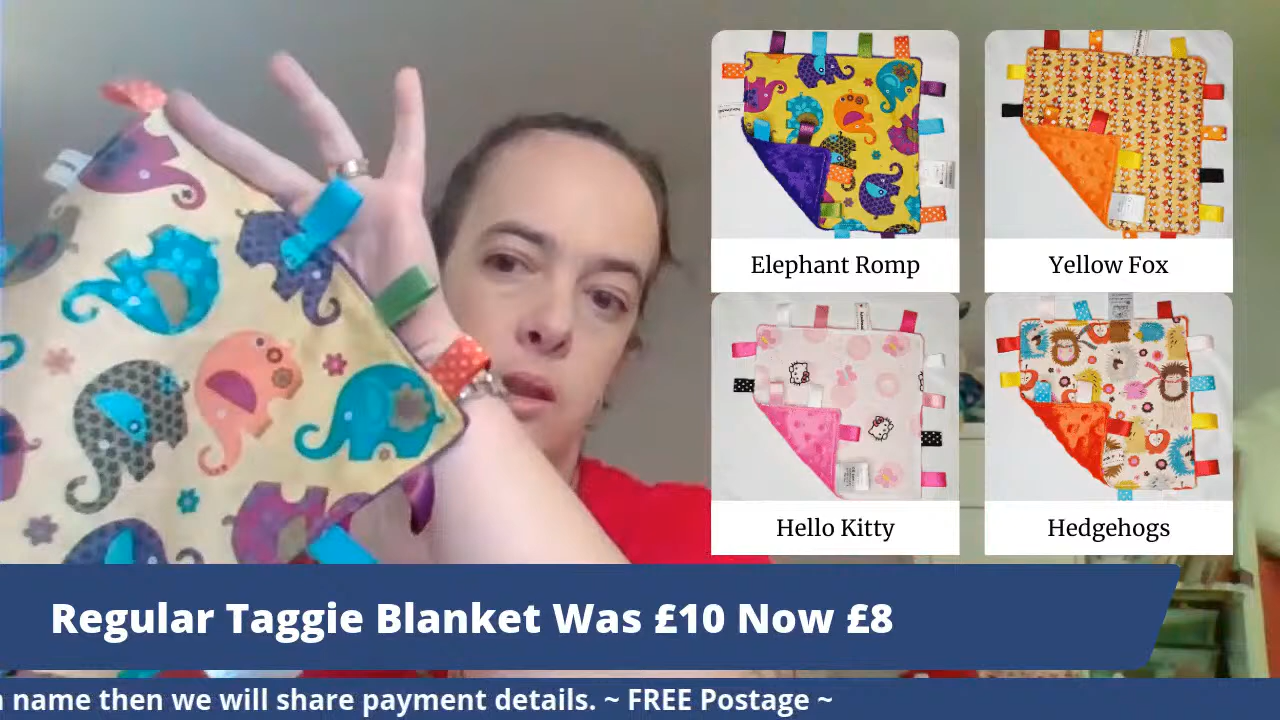 Elephant Romp
Yellow Fox
Hello Kitty
Hedgehogs
Regular Taggie Blanket Was £10 Now £8
name then we will share payment details. ~ FREE Postage ~